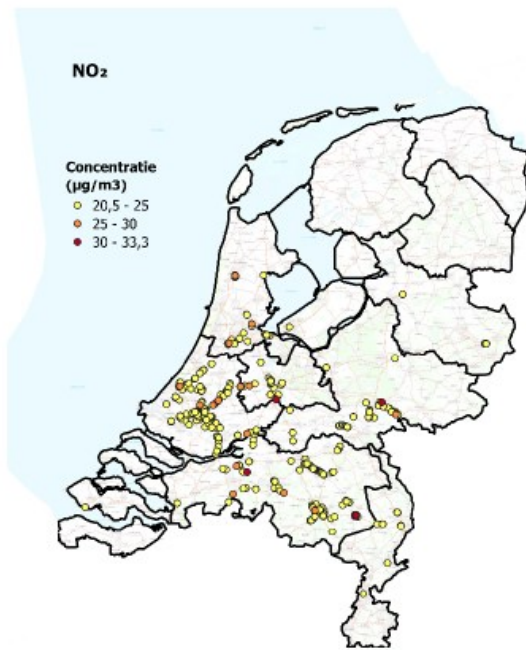 NO₂
Concentratie
(µg/m3)
20,5 - 25
25 - 30
30 - 33,3